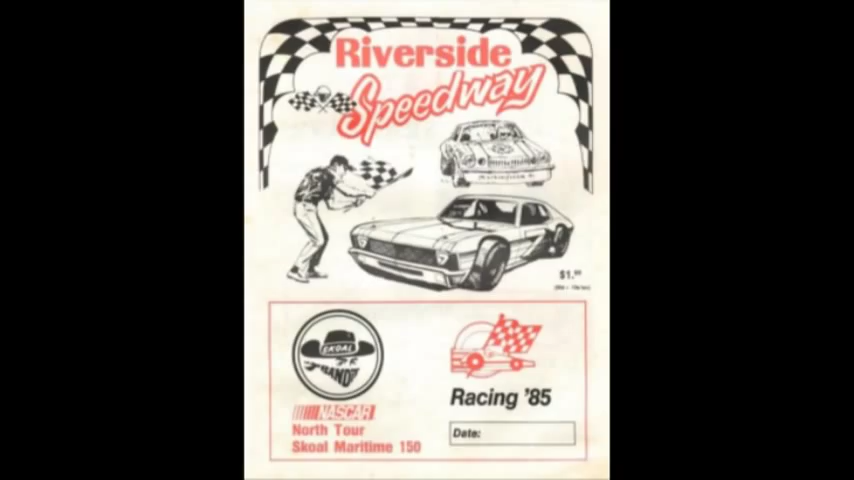 Riverside
Speedway
$1.00
SKOAL
BANDIT
NASCAR
North Tour
Skoal Maritime 150
Racing '85
Date: